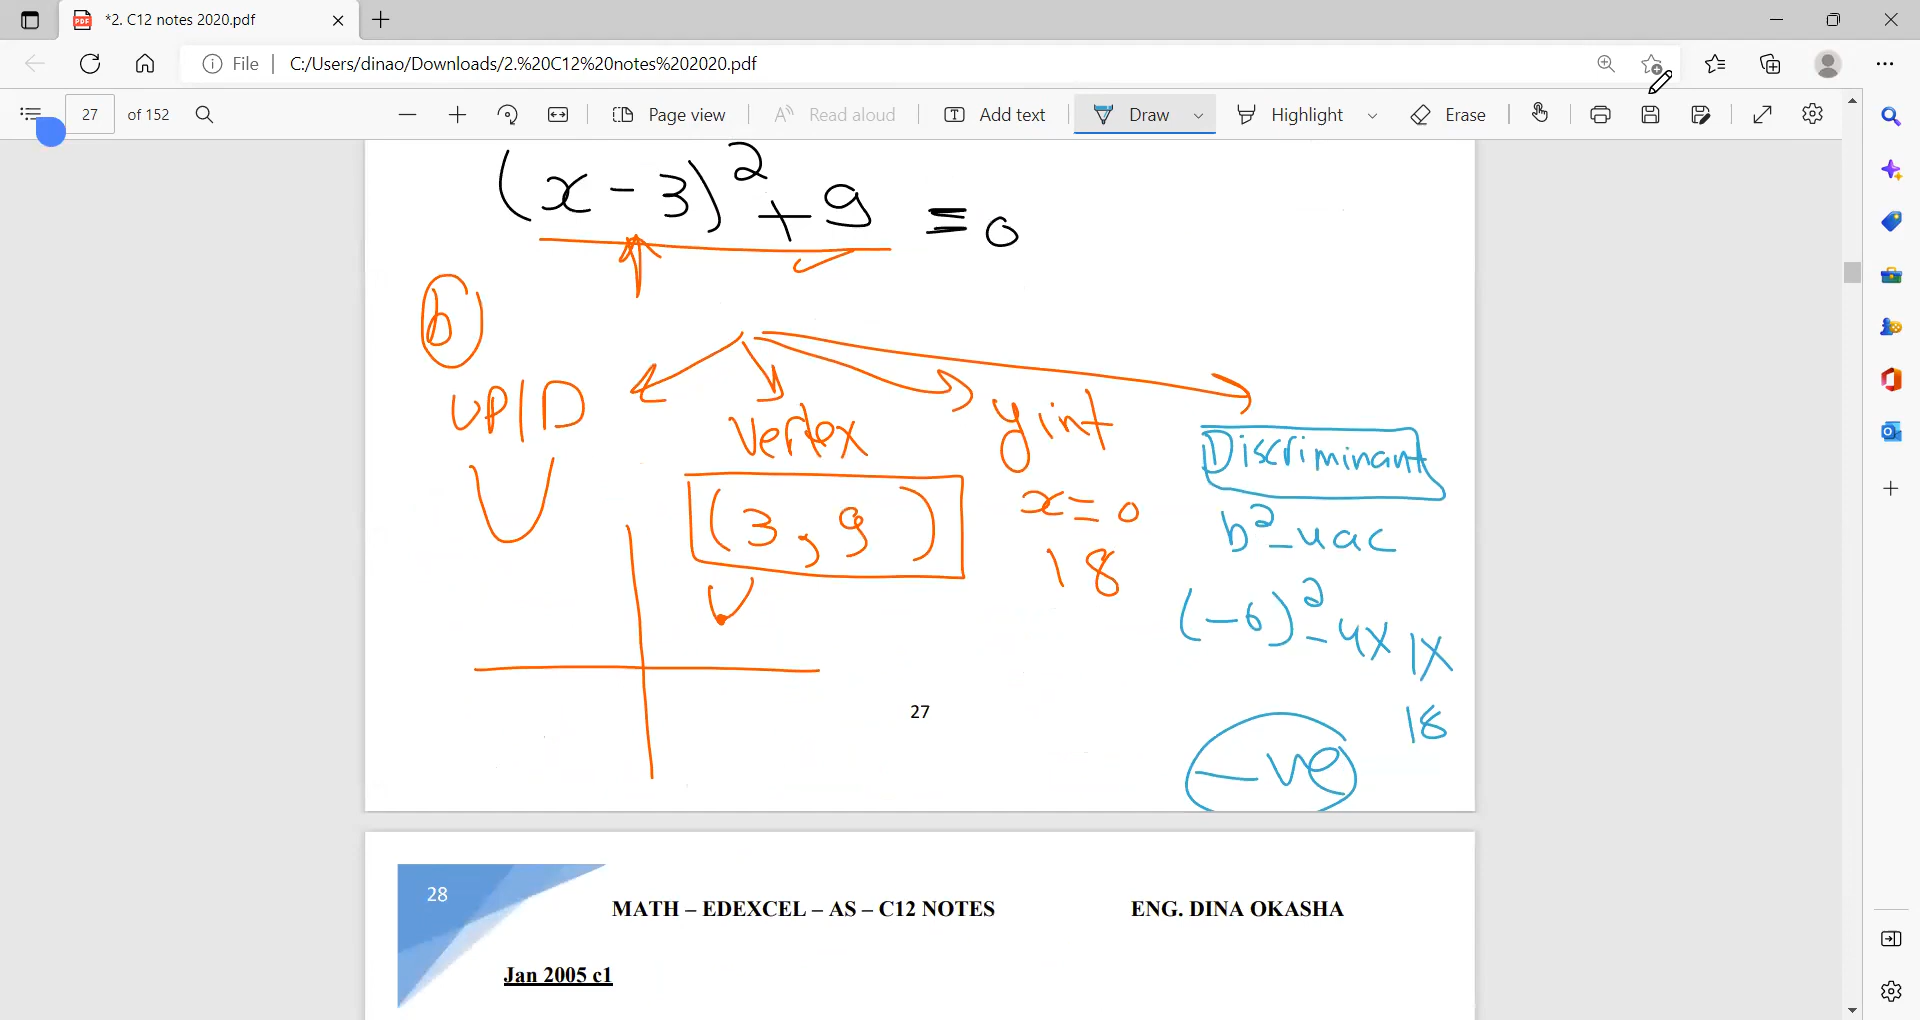 *2. C12 notes 2020.pdf
File | C:/Users/dinao/Downloads/2.%20C12%20notes%202020.pdf
27 of 152 Page view Read aloud Add text Draw Highlight Erase
(x - 3)² + 9 = 0
b
UP/D
Vertex
y int
Discriminant
(3, 9)
x = 0
18
b² - 4ac
(-6)² - 4 x 1 x
18
-ve
27
28
MATH – EDEXCEL – AS – C12 NOTES ENG. DINA OKASHA
Jan 2005 c1